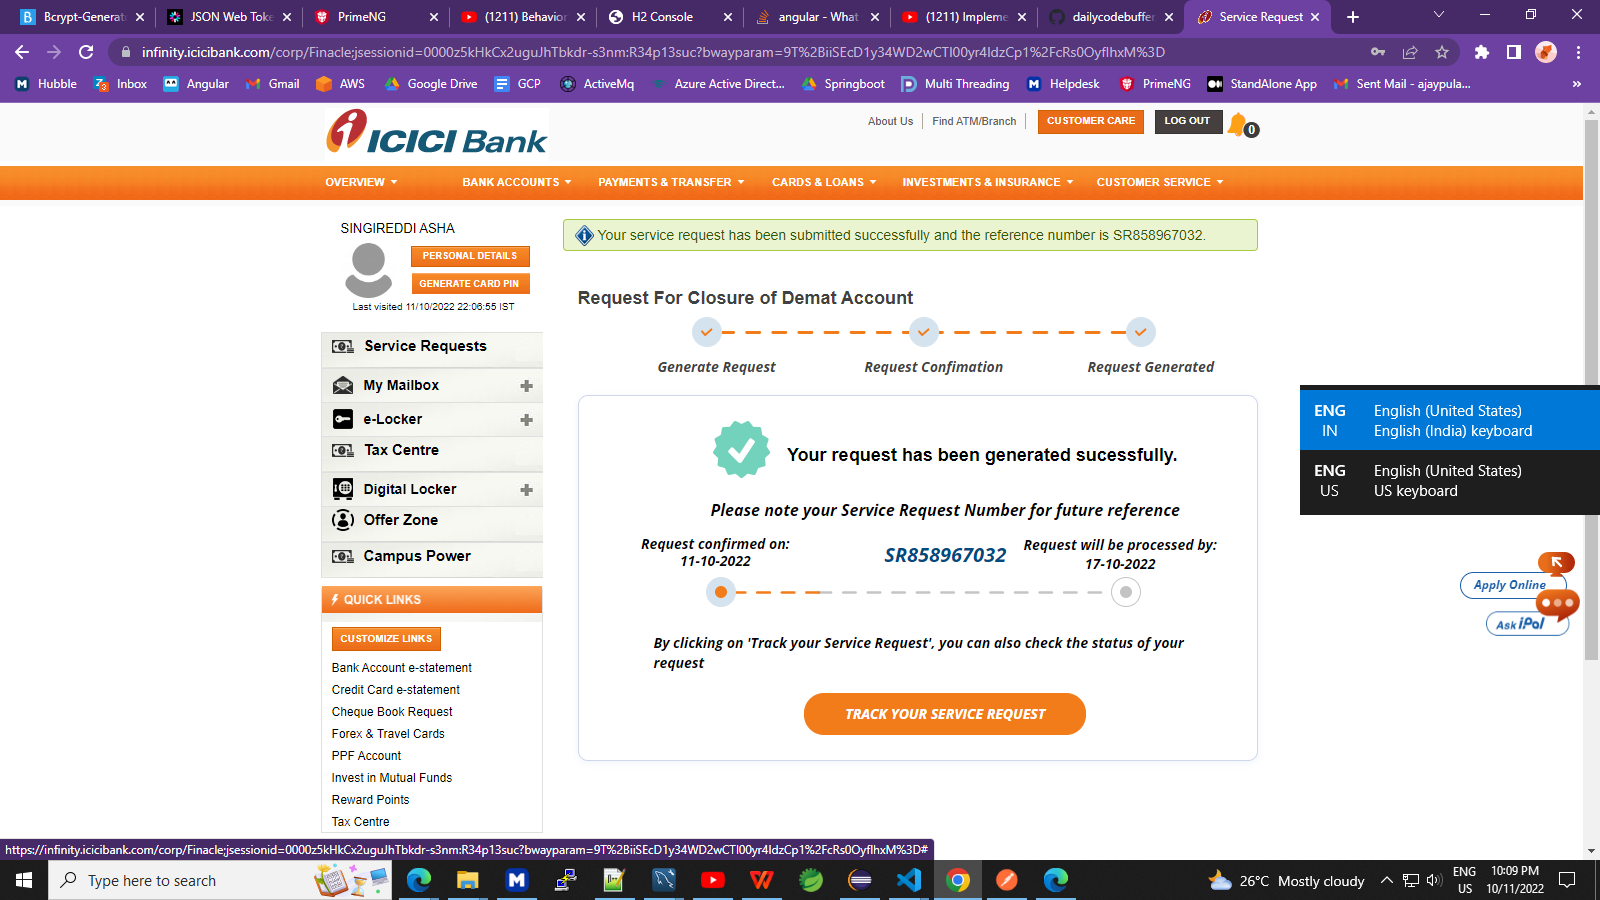 Bcrypt-Generat
JSON Web Toke
PrimeNG
(1211) Behavior
H2 Console
angular - What
(1211) Impleme
dailycodebuffer
Service Request
infinity.icicibank.com/corp/Finacle;jsessionid=0000z5kHkCx2uguJhTbkdr-s3nm:R34p13suc?bwayparam=9T%2BiiSEcD1y34WD2wCTI00yr4IdzCp1%2FcRs0OyfIhxM%3D
Hubble
Inbox
Angular
Gmail
AWS
Google Drive
GCP
ActiveMq
Azure Active Direct...
Springboot
Multi Threading
Helpdesk
PrimeNG
StandAlone App
Sent Mail - ajaypula...
»
ICICI Bank
About Us
Find ATM/Branch
CUSTOMER CARE
LOG OUT
0
OVERVIEW
BANK ACCOUNTS
PAYMENTS & TRANSFER
CARDS & LOANS
INVESTMENTS & INSURANCE
CUSTOMER SERVICE
SINGIREDDI ASHA
PERSONAL DETAILS
GENERATE CARD PIN
Last visited 11/10/2022 22:06:55 IST
Service Requests
My Mailbox
e-Locker
Tax Centre
Digital Locker
Offer Zone
Campus Power
QUICK LINKS
CUSTOMIZE LINKS
Bank Account e-statement
Credit Card e-statement
Cheque Book Request
Forex & Travel Cards
PPF Account
Invest in Mutual Funds
Reward Points
Tax Centre
Your service request has been submitted successfully and the reference number is SR858967032.
Request For Closure of Demat Account
Generate Request
Request Confimation
Request Generated
Your request has been generated sucessfully.
Please note your Service Request Number for future reference
Request confirmed on:
11-10-2022
SR858967032
Request will be processed by:
17-10-2022
By clicking on 'Track your Service Request', you can also check the status of your
request
TRACK YOUR SERVICE REQUEST
ENG English (United States)
IN English (India) keyboard
ENG English (United States)
US US keyboard
Apply Online
Ask iPal
https://infinity.icicibank.com/corp/Finacle;jsessionid=0000z5kHkCx2uguJhTbkdr-s3nm:R34p13suc?bwayparam=9T%2BiiSEcD1y34WD2wCTI00yr4IdzCp1%2FcRs0OyfIhxM%3D#
Type here to search
26°C Mostly cloudy
ENG
US
10:09 PM
10/11/2022